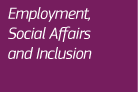 Employment,
Social Affairs
and Inclusion